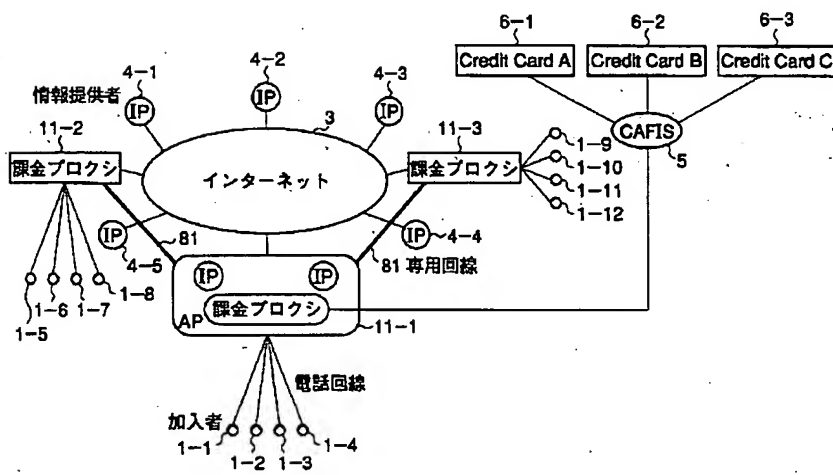 6-1
6-2
6-3
Credit Card A
Credit Card B
Credit Card C
4-1
4-2
4-3
情報提供者
IP
IP
IP
CAFIS
5
11-2
3
11-3
課金プロクシ
インターネット
課金プロクシ
1-9
1-10
1-11
1-12
IP
4-5
81
IP
4-4
81 専用回線
1-5
1-6
1-7
1-8
IP
IP
AP
課金プロクシ
11-1
電話回線
加入者
1-1
1-2
1-3
1-4